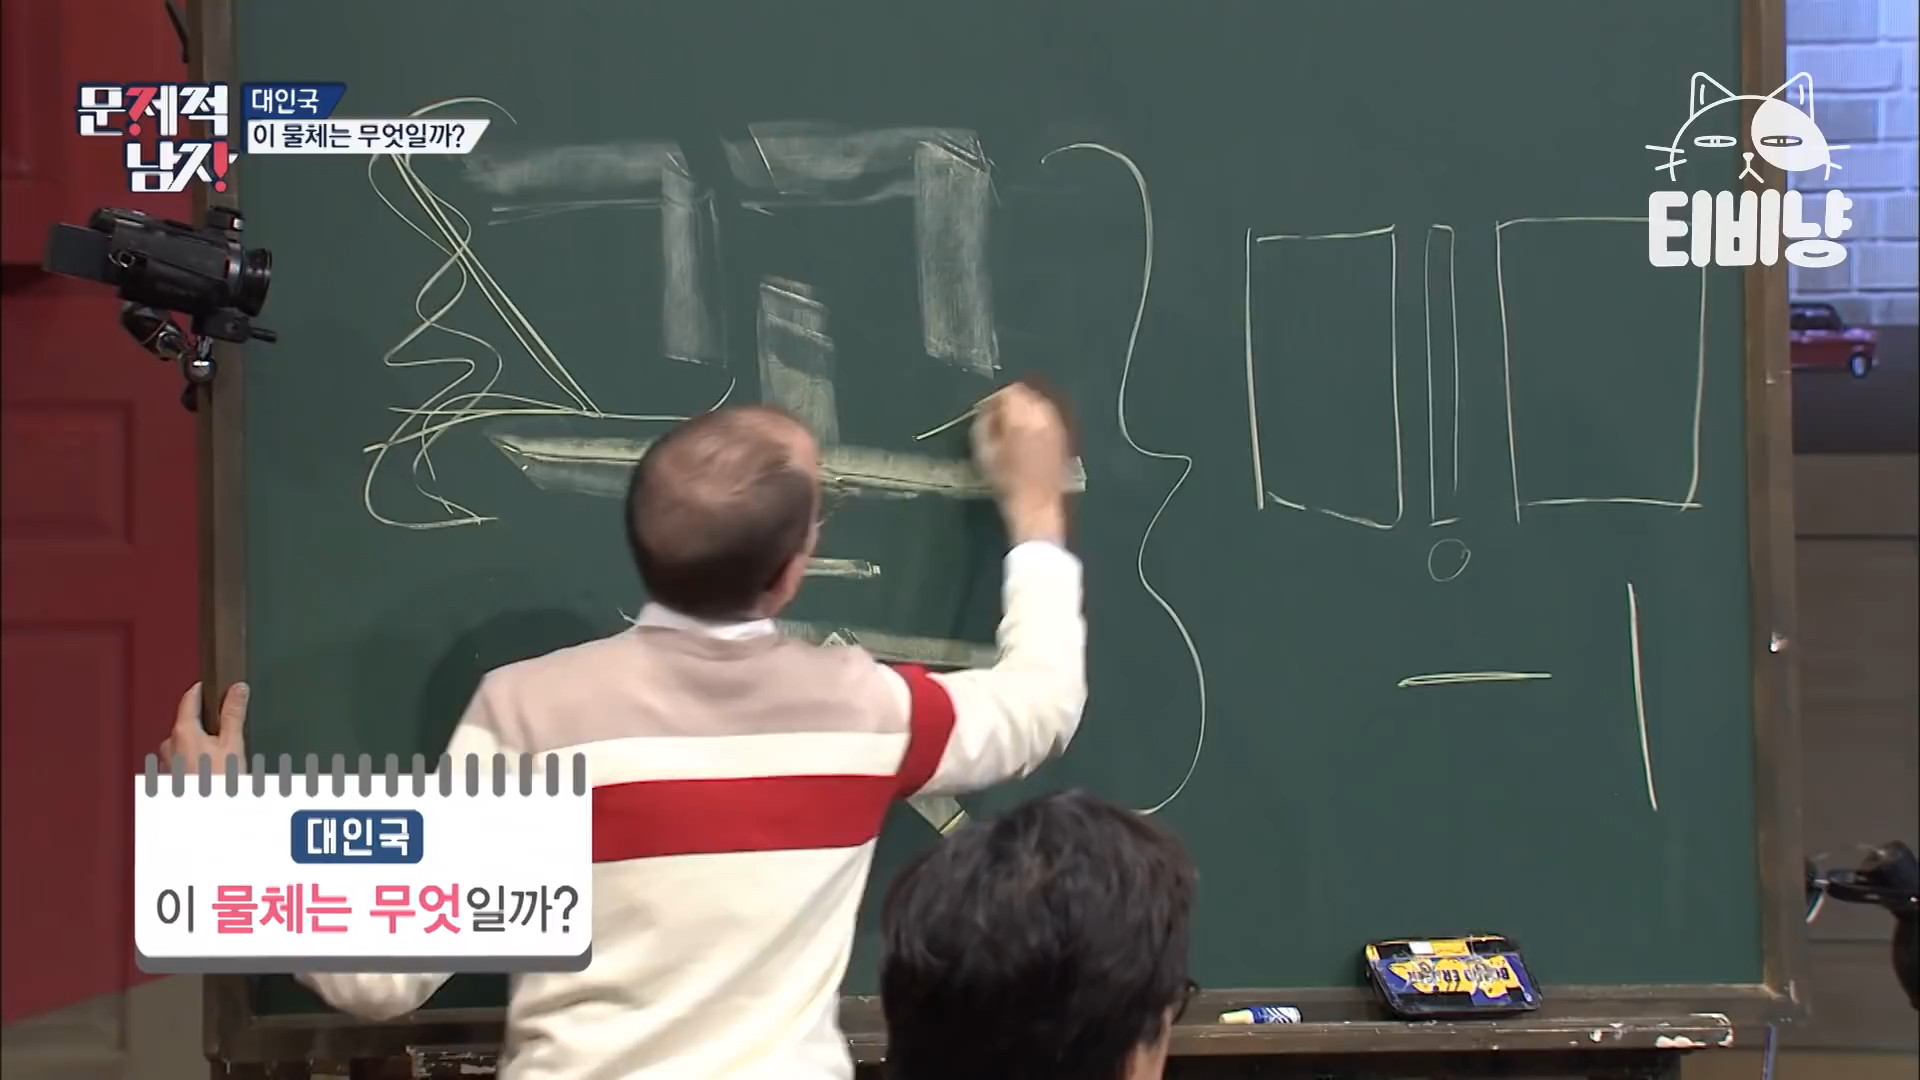 문제적
남자
대인국
이 물체는 무엇일까?
티비냥
대인국
이 물체는 무엇일까?